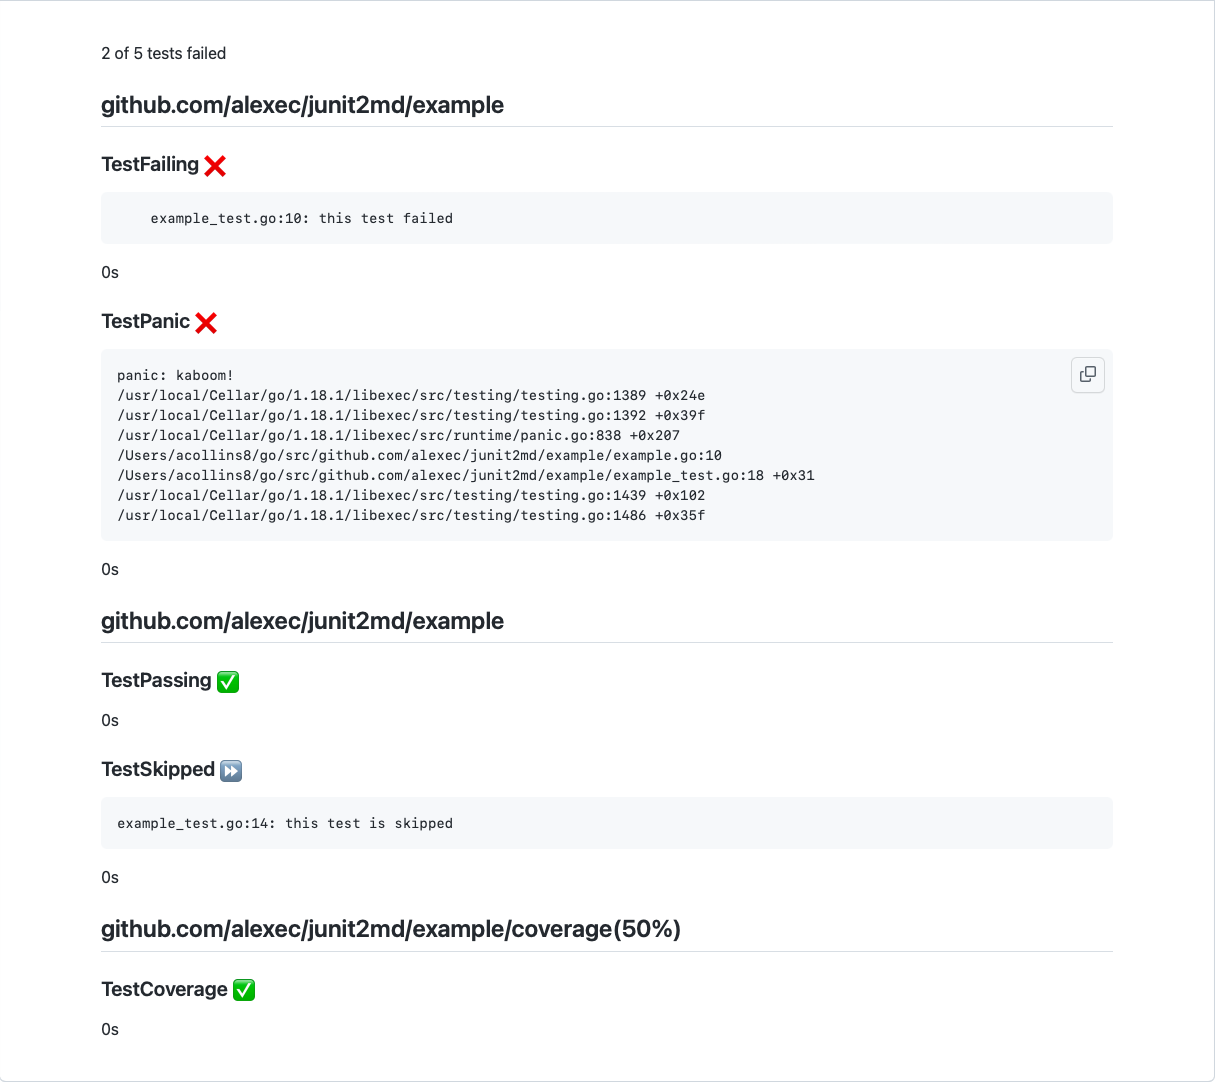 2 of 5 tests failed
github.com/alexec/junit2md/example
TestFailing ❌
example_test.go:10: this test failed
0s
TestPanic ❌
panic: kaboom!
/usr/local/Cellar/go/1.18.1/libexec/src/testing/testing.go:1389 +0x24e
/usr/local/Cellar/go/1.18.1/libexec/src/testing/testing.go:1392 +0x39f
/usr/local/Cellar/go/1.18.1/libexec/src/runtime/panic.go:838 +0x207
/Users/acollins8/go/src/github.com/alexec/junit2md/example/example.go:10
/Users/acollins8/go/src/github.com/alexec/junit2md/example/example_test.go:18 +0x31
/usr/local/Cellar/go/1.18.1/libexec/src/testing/testing.go:1439 +0x102
/usr/local/Cellar/go/1.18.1/libexec/src/testing/testing.go:1486 +0x35f
0s
github.com/alexec/junit2md/example
TestPassing ✅
0s
TestSkipped ⏩
example_test.go:14: this test is skipped
0s
github.com/alexec/junit2md/example/coverage(50%)
TestCoverage ✅
0s